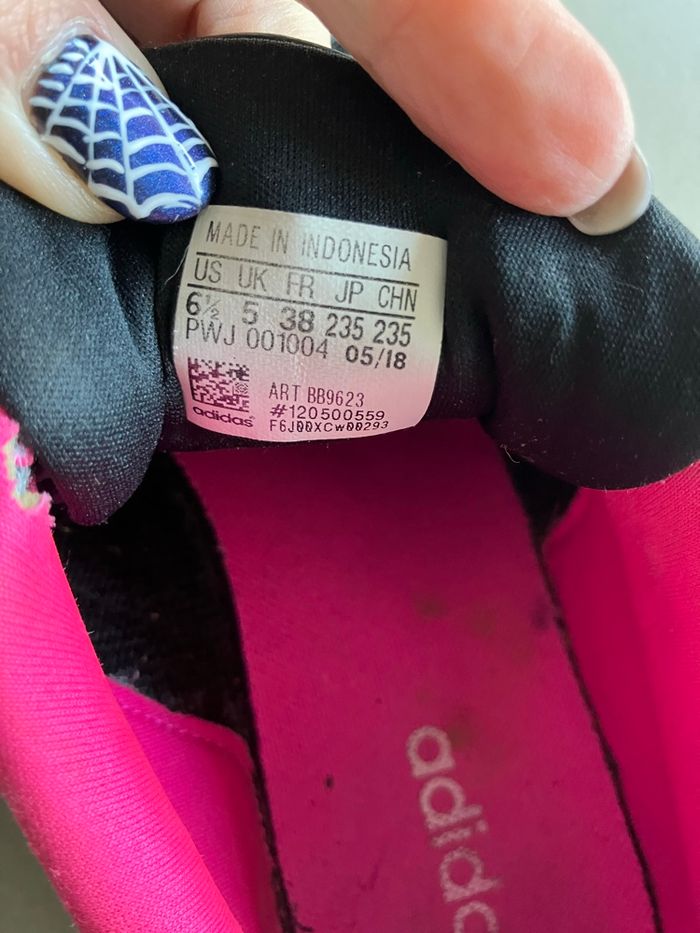 MADE IN INDONESIA
US UK FR JP CHN
6½ 5 38 235 235
PWJ 001004 05/18
ART BB9623
#120500559
adidas
F6J00XCW00293
adidas